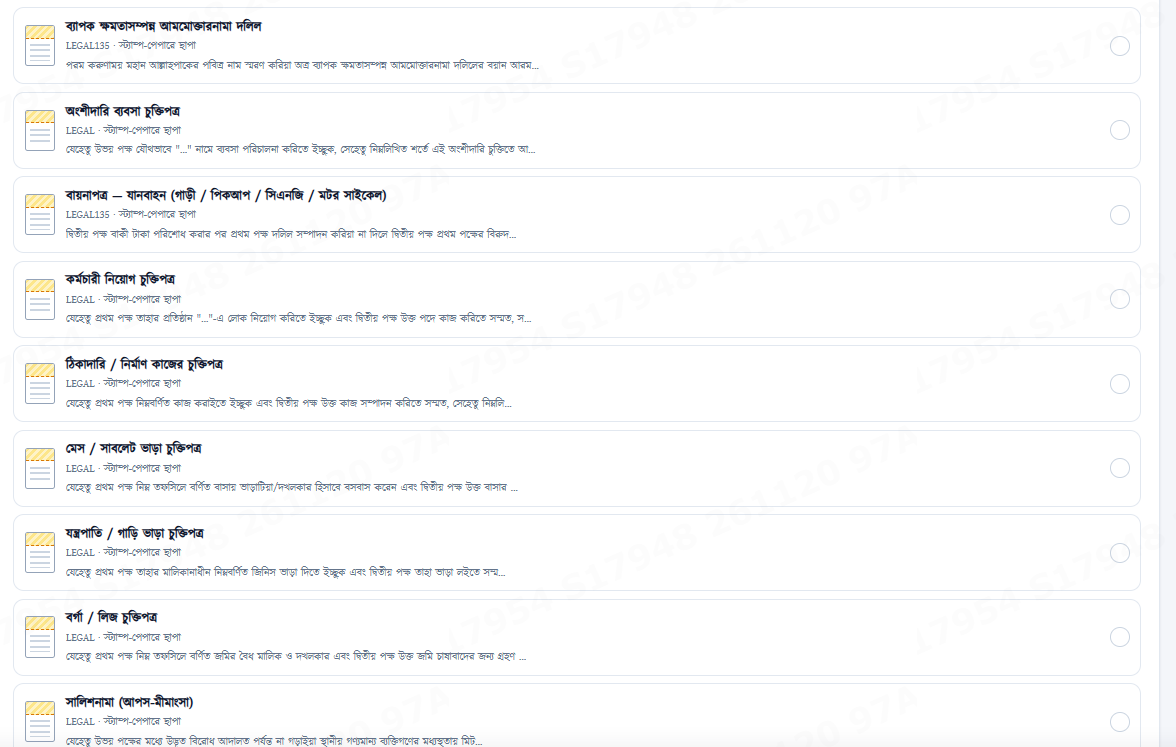 ব্যাপক ক্ষমতাসম্পন্ন আমমোক্তারনামা দলিল
LEGAL135 · স্ট্যাম্প-পেপারে ছাপা
পরম করুণাময় মহান আল্লাহপাকের পবিত্র নাম স্মরণ করিয়া অত্র ব্যাপক ক্ষমতাসম্পন্ন আমমোক্তারনামা দলিলের বয়ান আরম...
অংশীদারি ব্যবসা চুক্তিপত্র
LEGAL · স্ট্যাম্প-পেপারে ছাপা
যেহেতু উভয় পক্ষ যৌথভাবে "..." নামে ব্যবসা পরিচালনা করিতে ইচ্ছুক, সেহেতু নিম্নলিখিত শর্তে এই অংশীদারি চুক্তিতে আ...
বায়নাপত্র — যানবাহন (গাড়ী / পিকআপ / সিএনজি / মটর সাইকেল)
LEGAL135 · স্ট্যাম্প-পেপারে ছাপা
দ্বিতীয় পক্ষ বাকী টাকা পরিশোধ করার পর প্রথম পক্ষ দলিল সম্পাদন করিয়া না দিলে দ্বিতীয় পক্ষ প্রথম পক্ষের বিরুদ...
কর্মচারী নিয়োগ চুক্তিপত্র
LEGAL · স্ট্যাম্প-পেপারে ছাপা
যেহেতু প্রথম পক্ষ তাহার প্রতিষ্ঠান "..."-এ লোক নিয়োগ করিতে ইচ্ছুক এবং দ্বিতীয় পক্ষ উক্ত পদে কাজ করিতে সম্মত, স...
ঠিকাদারি / নির্মাণ কাজের চুক্তিপত্র
LEGAL · স্ট্যাম্প-পেপারে ছাপা
যেহেতু প্রথম পক্ষ নিম্নবর্ণিত কাজ করাইতে ইচ্ছুক এবং দ্বিতীয় পক্ষ উক্ত কাজ সম্পাদন করিতে সম্মত, সেহেতু নিম্নলি...
মেস / সাবলেট ভাড়া চুক্তিপত্র
LEGAL · স্ট্যাম্প-পেপারে ছাপা
যেহেতু প্রথম পক্ষ নিম্ন তফসিলে বর্ণিত বাসায় ভাড়াটিয়া/দখলকার হিসাবে বসবাস করেন এবং দ্বিতীয় পক্ষ উক্ত বাসার ...
যন্ত্রপাতি / গাড়ি ভাড়া চুক্তিপত্র
LEGAL · স্ট্যাম্প-পেপারে ছাপা
যেহেতু প্রথম পক্ষ তাহার মালিকানাধীন নিম্নবর্ণিত জিনিস ভাড়া দিতে ইচ্ছুক এবং দ্বিতীয় পক্ষ তাহা ভাড়া লইতে সম্ম...
বর্গা / লিজ চুক্তিপত্র
LEGAL · স্ট্যাম্প-পেপারে ছাপা
যেহেতু প্রথম পক্ষ নিম্ন তফসিলে বর্ণিত জমির বৈধ মালিক ও দখলকার এবং দ্বিতীয় পক্ষ উক্ত জমি চাষাবাদের জন্য গ্রহণ ...
সালিশনামা (আপস-মীমাংসা)
LEGAL · স্ট্যাম্প-পেপারে ছাপা
যেহেতু উভয় পক্ষের মধ্যে উদ্ভূত বিরোধ আদালত পর্যন্ত না গড়াইয়া স্থানীয় গণ্যমান্য ব্যক্তিগণের মধ্যস্থতায় মিট...